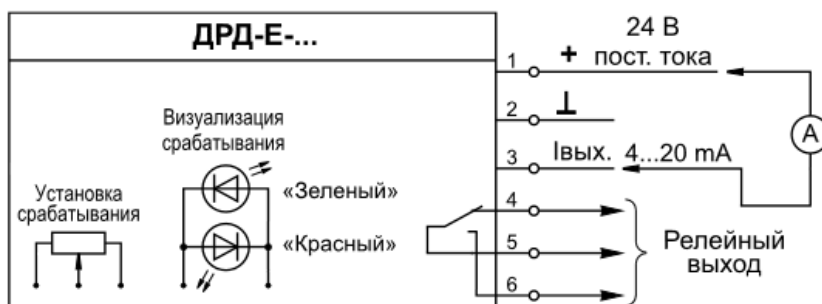 ДРД-Е-...
24 В
1 + пост. тока
Визуализация
срабатывания
2 ⊥
A
3 Iвых. 4...20 mA
Установка
срабатывания
«Зеленый»
4
«Красный»
5
Релейный
выход
6